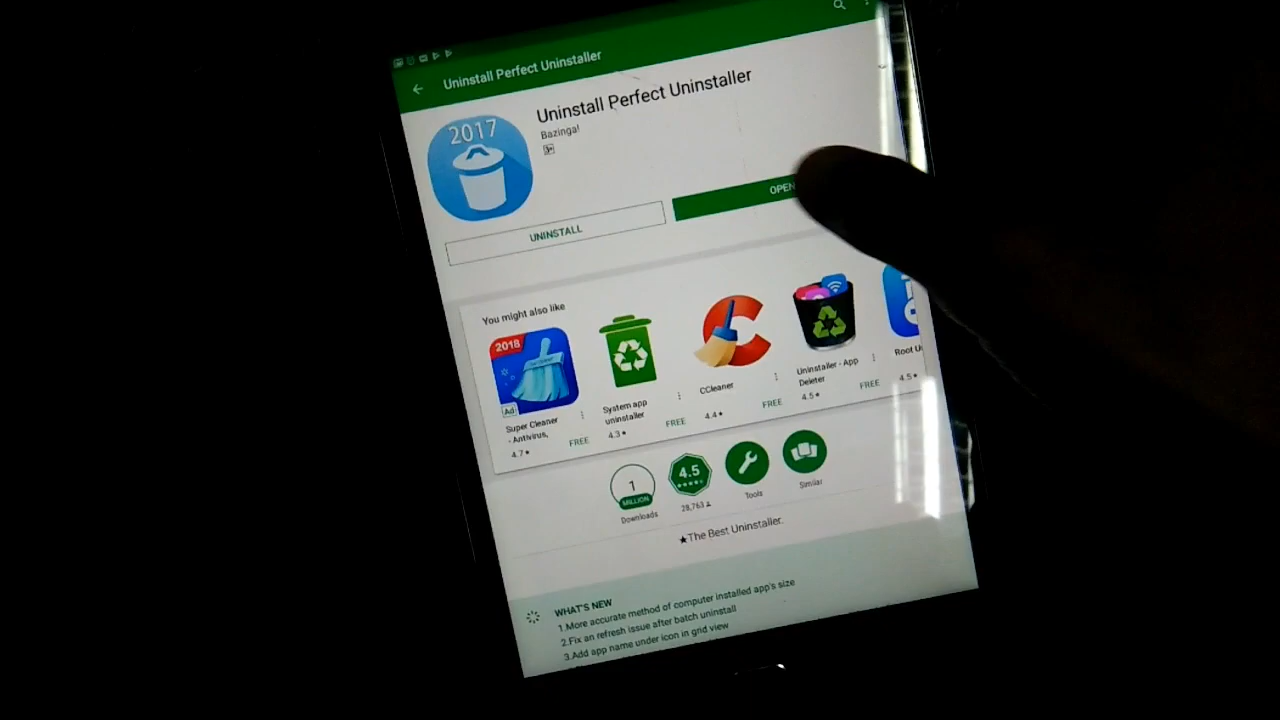 Uninstall Perfect Uninstaller
2017
Uninstall Perfect Uninstaller
Bazinga!
3+
UNINSTALL
OPEN
You might also like
2018
Ad
Super Cleaner
- Antivirus,
4.7★
FREE
System app
uninstaller
4.3★
FREE
CCleaner
4.4★
FREE
Uninstaller - App
Deleter
4.5★
FREE
Root
4.5★
1
MILLION
Downloads
4.5
28,763
Tools
Similar
★The Best Uninstaller.
WHAT'S NEW
1.More accurate method of computer installed app's size
2.Fix an refresh issue after batch uninstall
3.Add app name under icon in grid view